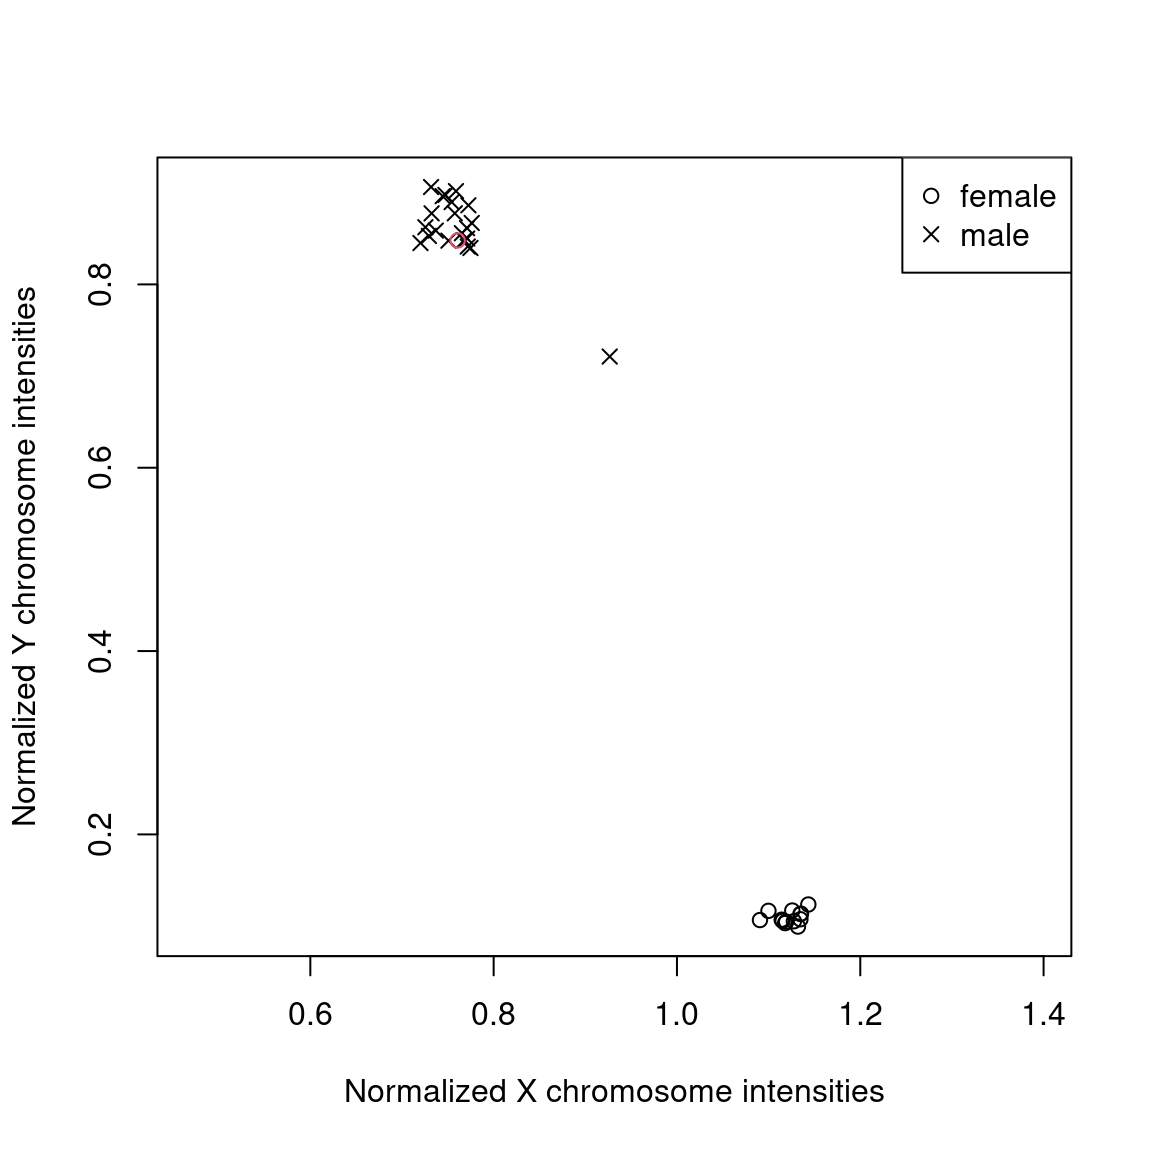 female
male
0.8
0.6
0.4
0.2
Normalized Y chromosome intensities
0.6 0.8 1.0 1.2 1.4
Normalized X chromosome intensities